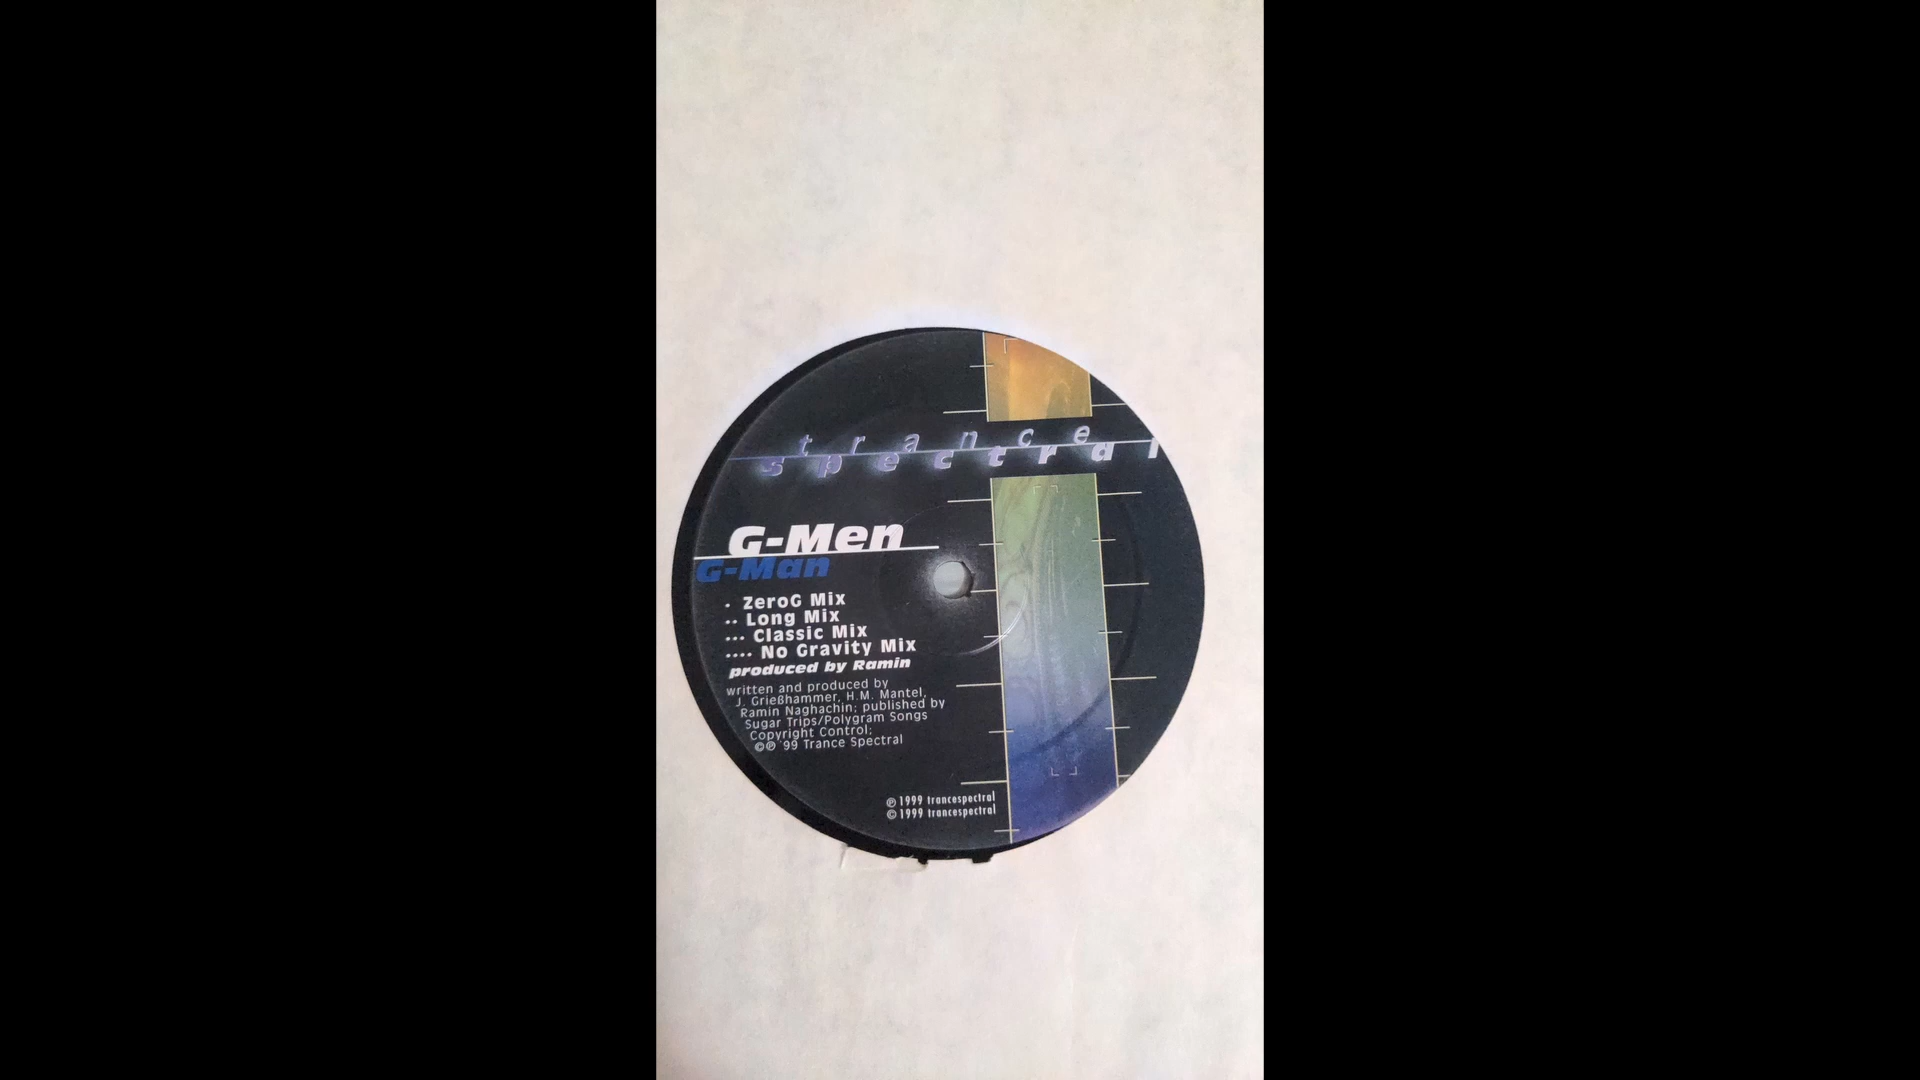 trance
spectral
G-Men
G-Man
. ZeroG Mix
.. Long Mix
... Classic Mix
.... No Gravity Mix
produced by Ramin
written and produced by
J. Grießhammer, H.M. Mantel,
Ramin Naghachin; published by
Sugar Trips/Polygram Songs
Copyright Control;
©℗ '99 Trance Spectral
℗ 1999 trancespectral
© 1999 trancespectral